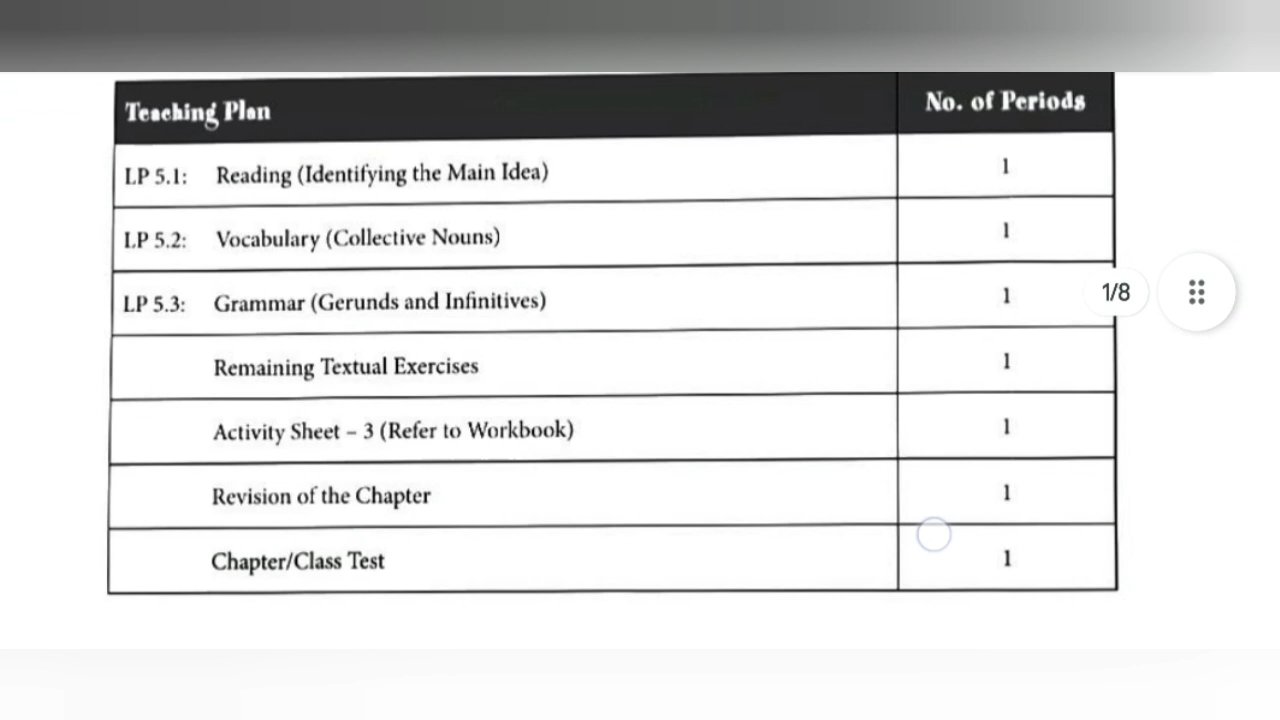 Teaching Plan No. of Periods
LP 5.1: Reading (Identifying the Main Idea) 1
LP 5.2: Vocabulary (Collective Nouns) 1
LP 5.3: Grammar (Gerunds and Infinitives) 1
1/8
Remaining Textual Exercises 1
Activity Sheet – 3 (Refer to Workbook) 1
Revision of the Chapter 1
Chapter/Class Test 1